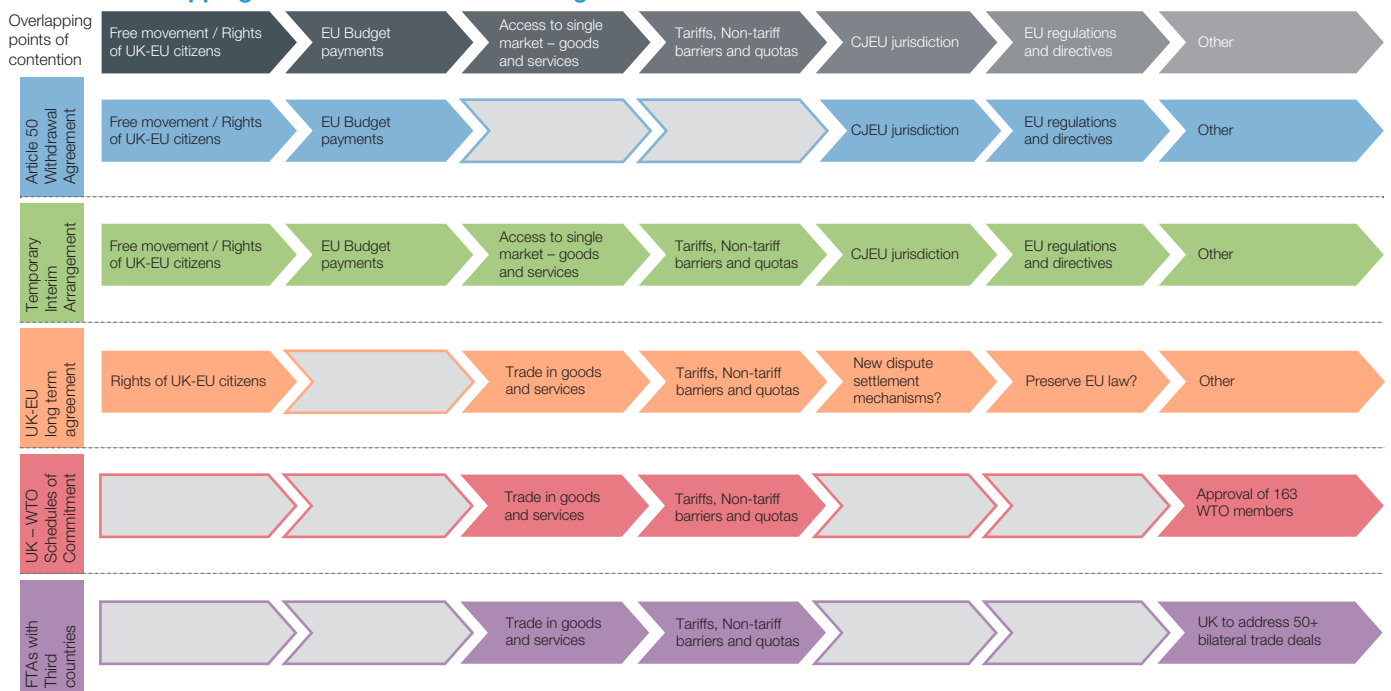 Overlapping
points of
contention
Free movement / Rights
of UK-EU citizens
EU Budget
payments
Access to single
market – goods
and services
Tariffs, Non-tariff
barriers and quotas
CJEU jurisdiction
EU regulations
and directives
Other
Article 50
Withdrawal
Agreement
Free movement / Rights
of UK-EU citizens
EU Budget
payments
CJEU jurisdiction
EU regulations
and directives
Other
Temporary
Interim
Arrangement
Free movement / Rights
of UK-EU citizens
EU Budget
payments
Access to single
market – goods
and services
Tariffs, Non-tariff
barriers and quotas
CJEU jurisdiction
EU regulations
and directives
Other
UK-EU
long term
agreement
Rights of UK-EU citizens
Trade in goods
and services
Tariffs, Non-tariff
barriers and quotas
New dispute
settlement
mechanisms?
Preserve EU law?
Other
UK – WTO
Schedules of
Commitment
Trade in goods
and services
Tariffs, Non-tariff
barriers and quotas
Approval of 163
WTO members
FTAs with
Third
countries
Trade in goods
and services
Tariffs, Non-tariff
barriers and quotas
UK to address 50+
bilateral trade deals